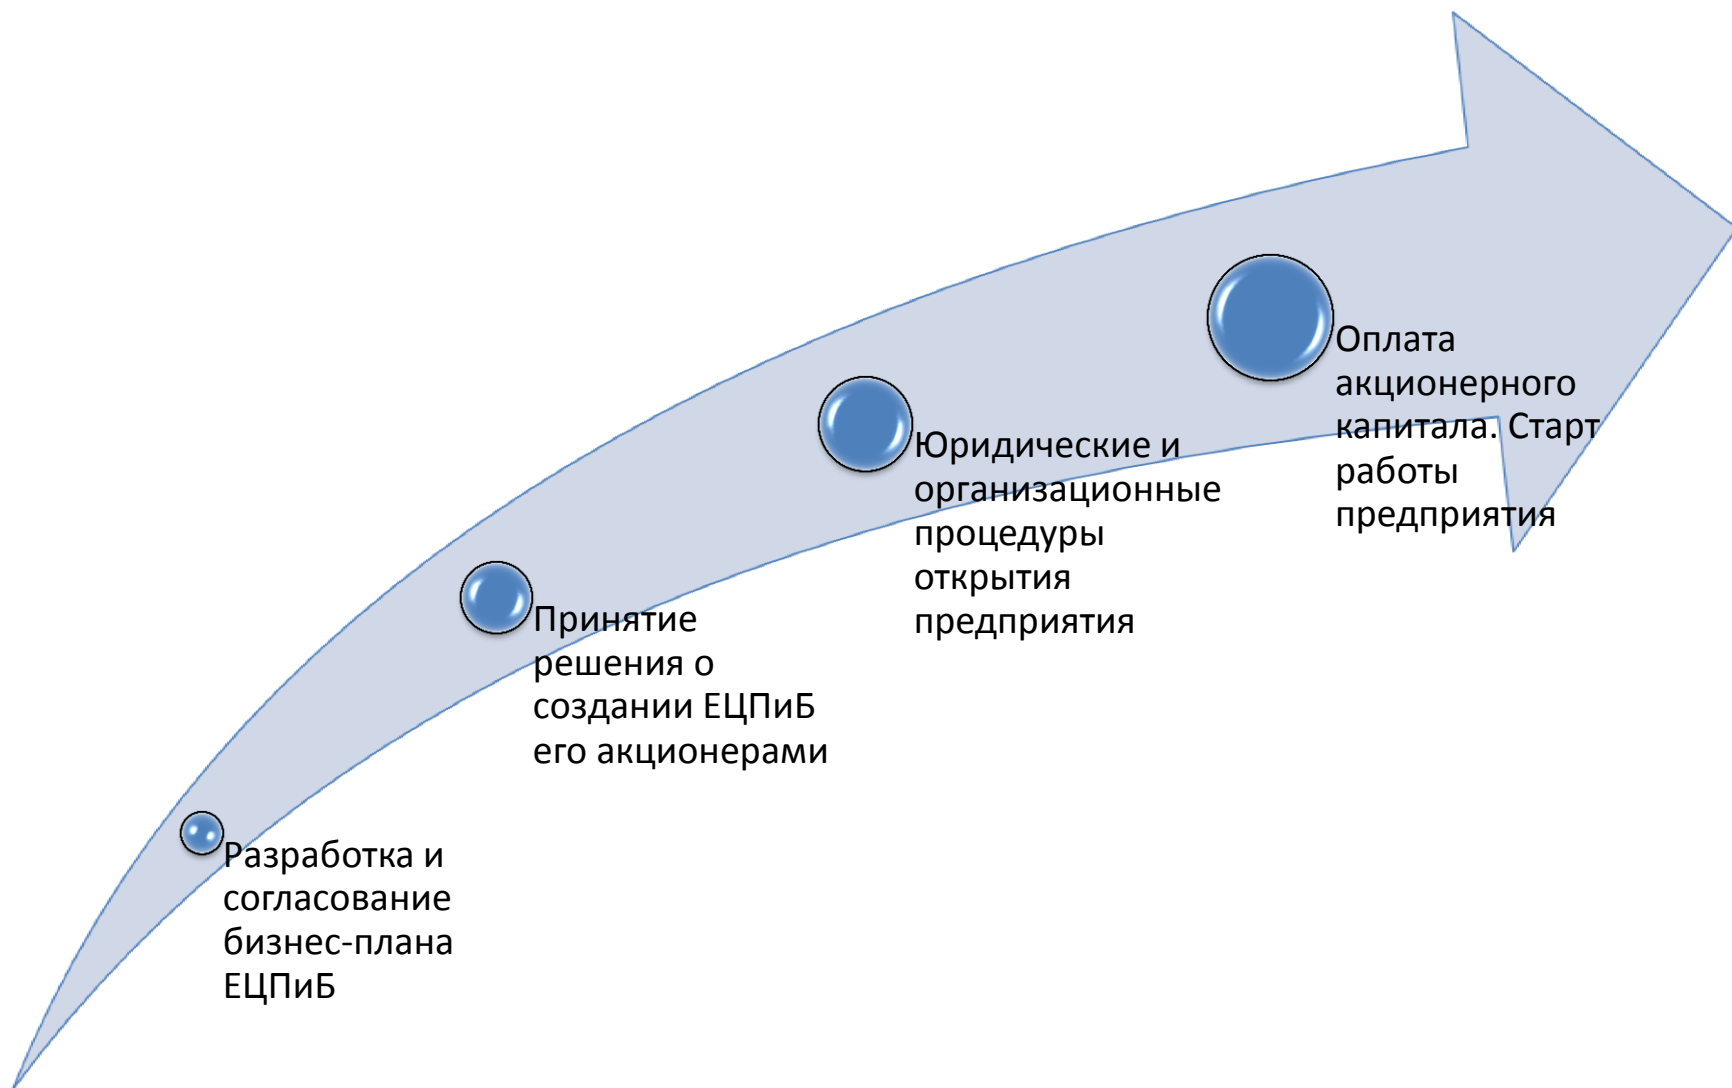 Разработка и
согласование
бизнес-плана
ЕЦПиБ
Принятие
решения о
создании ЕЦПиБ
его акционерами
Юридические и
организационные
процедуры
открытия
предприятия
Оплата
акционерного
капитала. Старт
работы
предприятия